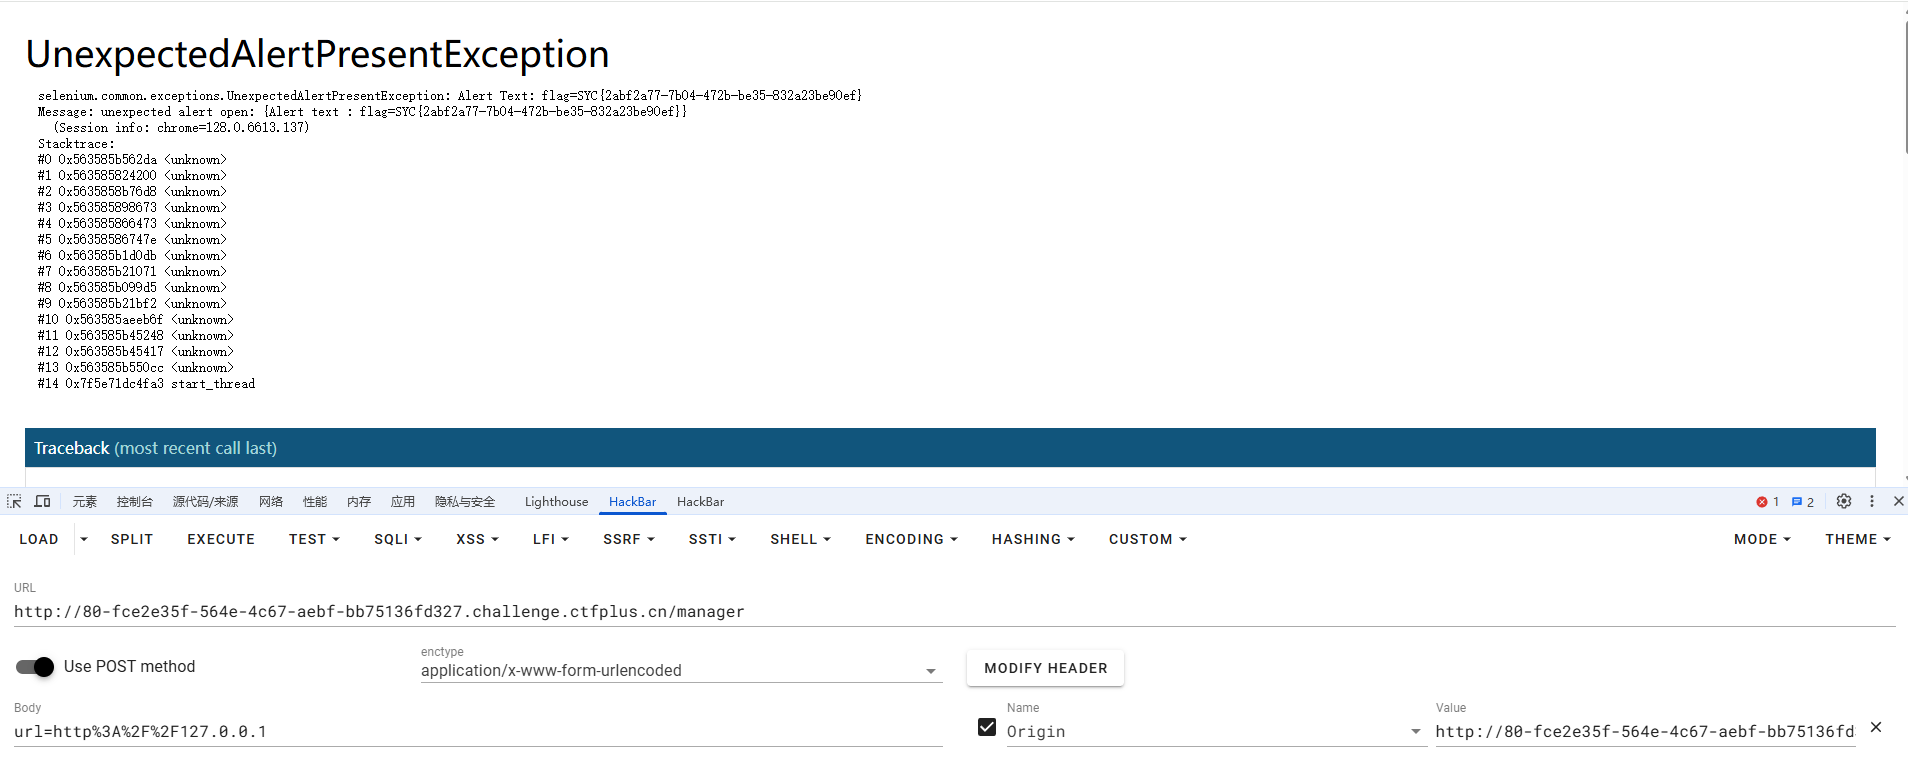 UnexpectedAlertPresentException
selenium.common.exceptions.UnexpectedAlertPresentException: Alert Text: flag=SYC{2abf2a77-7b04-472b-be35-832a23be90ef}
Message: unexpected alert open: {Alert text : flag=SYC{2abf2a77-7b04-472b-be35-832a23be90ef}}
(Session info: chrome=128.0.6613.137)
Stacktrace:
#0 0x563585b562da <unknown>
#1 0x563585824200 <unknown>
#2 0x5635858b76d8 <unknown>
#3 0x563585898673 <unknown>
#4 0x563585866473 <unknown>
#5 0x56358586747e <unknown>
#6 0x563585b1d0db <unknown>
#7 0x563585b21071 <unknown>
#8 0x563585b099d5 <unknown>
#9 0x563585b21bf2 <unknown>
#10 0x563585aeeb6f <unknown>
#11 0x563585b45248 <unknown>
#12 0x563585b45417 <unknown>
#13 0x563585b550cc <unknown>
#14 0x7f5e71dc4fa3 start_thread
Traceback (most recent call last)
元素 控制台 源代码/来源 网络 性能 内存 应用 隐私与安全 Lighthouse HackBar HackBar 1 2
LOAD SPLIT EXECUTE TEST SQLI XSS LFI SSRF SSTI SHELL ENCODING HASHING CUSTOM MODE THEME
URL
http://80-fce2e35f-564e-4c67-aebf-bb75136fd327.challenge.ctfplus.cn/manager
Use POST method
enctype
application/x-www-form-urlencoded
MODIFY HEADER
Body
url=http%3A%2F%2F127.0.0.1
Name
Origin
Value
http://80-fce2e35f-564e-4c67-aebf-bb75136fd